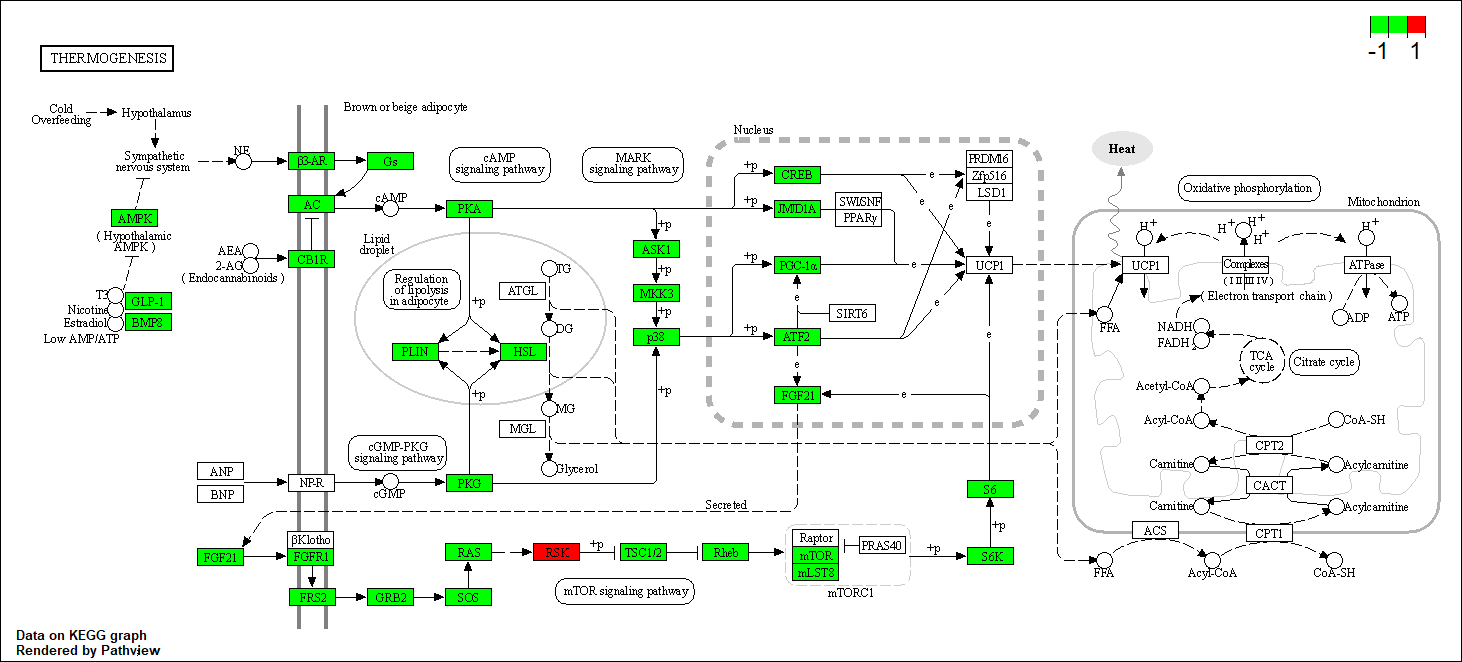 -1 1
THERMOGENESIS
Cold
Overfeeding
Hypothalamus
Sympathetic
nervous system
NE
Brown or beige adipocyte
β3-AR
Gs
cAMP
signaling pathway
MARK
signaling pathway
AC
cAMP
PKA
AMPK
( Hypothalamic
AMPK )
AEA
2-AG
( Endocannabinoids )
CB1R
T3
Nicotine
Estradiol
Low AMP/ATP
GLP-1
BMP8
Lipid
droplet
Regulation
of lipolysis
in adipocyte
+p
PLIN
HSL
+p
TG
ATGL
DG
MG
MGL
Glycerol
+p
ASK1
+p
MKK3
+p
p38
+p
Nucleus
+p
CREB
+p
JMJD1A
SWI/SNF
PPARγ
+p
PGC-1α
SIRT6
+p
ATF2
e
FGF21
e
e
e
e
e
e
e
PRDM16
Zfp516
LSD1
e
UCP1
e
e
Heat
Oxidative phosphorylation
Mitochondrion
H+
H+
H+
H+
H+
UCP1
Complexes
( I II III IV )
( Electron transport chain )
ATPase
ADP
ATP
FFA
NADH
FADH2
TCA
cycle
Citrate cycle
Acetyl-CoA
Acyl-CoA
CoA-SH
CPT2
Carnitine
Acylcarnitine
CACT
Carnitine
Acylcarnitine
ACS
CPT1
FFA
Acyl-CoA
CoA-SH
ANP
BNP
NPR
cGMP-PKG
signaling pathway
cGMP
PKG
Secreted
FGF21
βKlotho
FGFR1
FRS2
GRB2
SOS
RAS
RSK
+p
TSC1/2
Rheb
mTOR signaling pathway
Raptor
mTOR
mLST8
PRAS40
mTORC1
+p
S6K
+p
S6
Data on KEGG graph
Rendered by Pathview